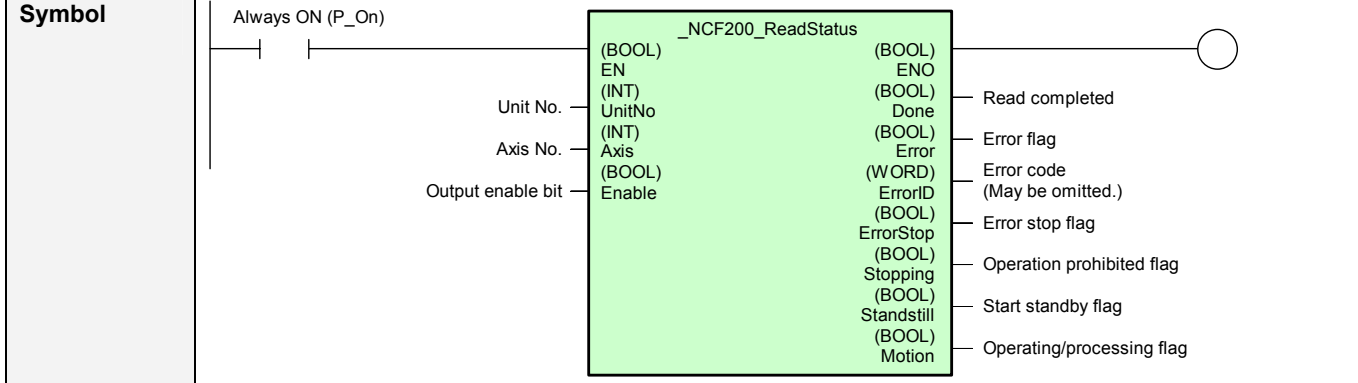 Symbol
Always ON (P_On)
_NCF200_ReadStatus
(BOOL) (BOOL)
EN ENO
(INT) (BOOL)
Unit No. UnitNo Done Read completed
(INT) (BOOL)
Axis No. Axis Error Error flag
(BOOL) (WORD) Error code
Output enable bit Enable ErrorID (May be omitted.)
(BOOL)
ErrorStop Error stop flag
(BOOL)
Stopping Operation prohibited flag
(BOOL)
Standstill Start standby flag
(BOOL)
Motion Operating/processing flag